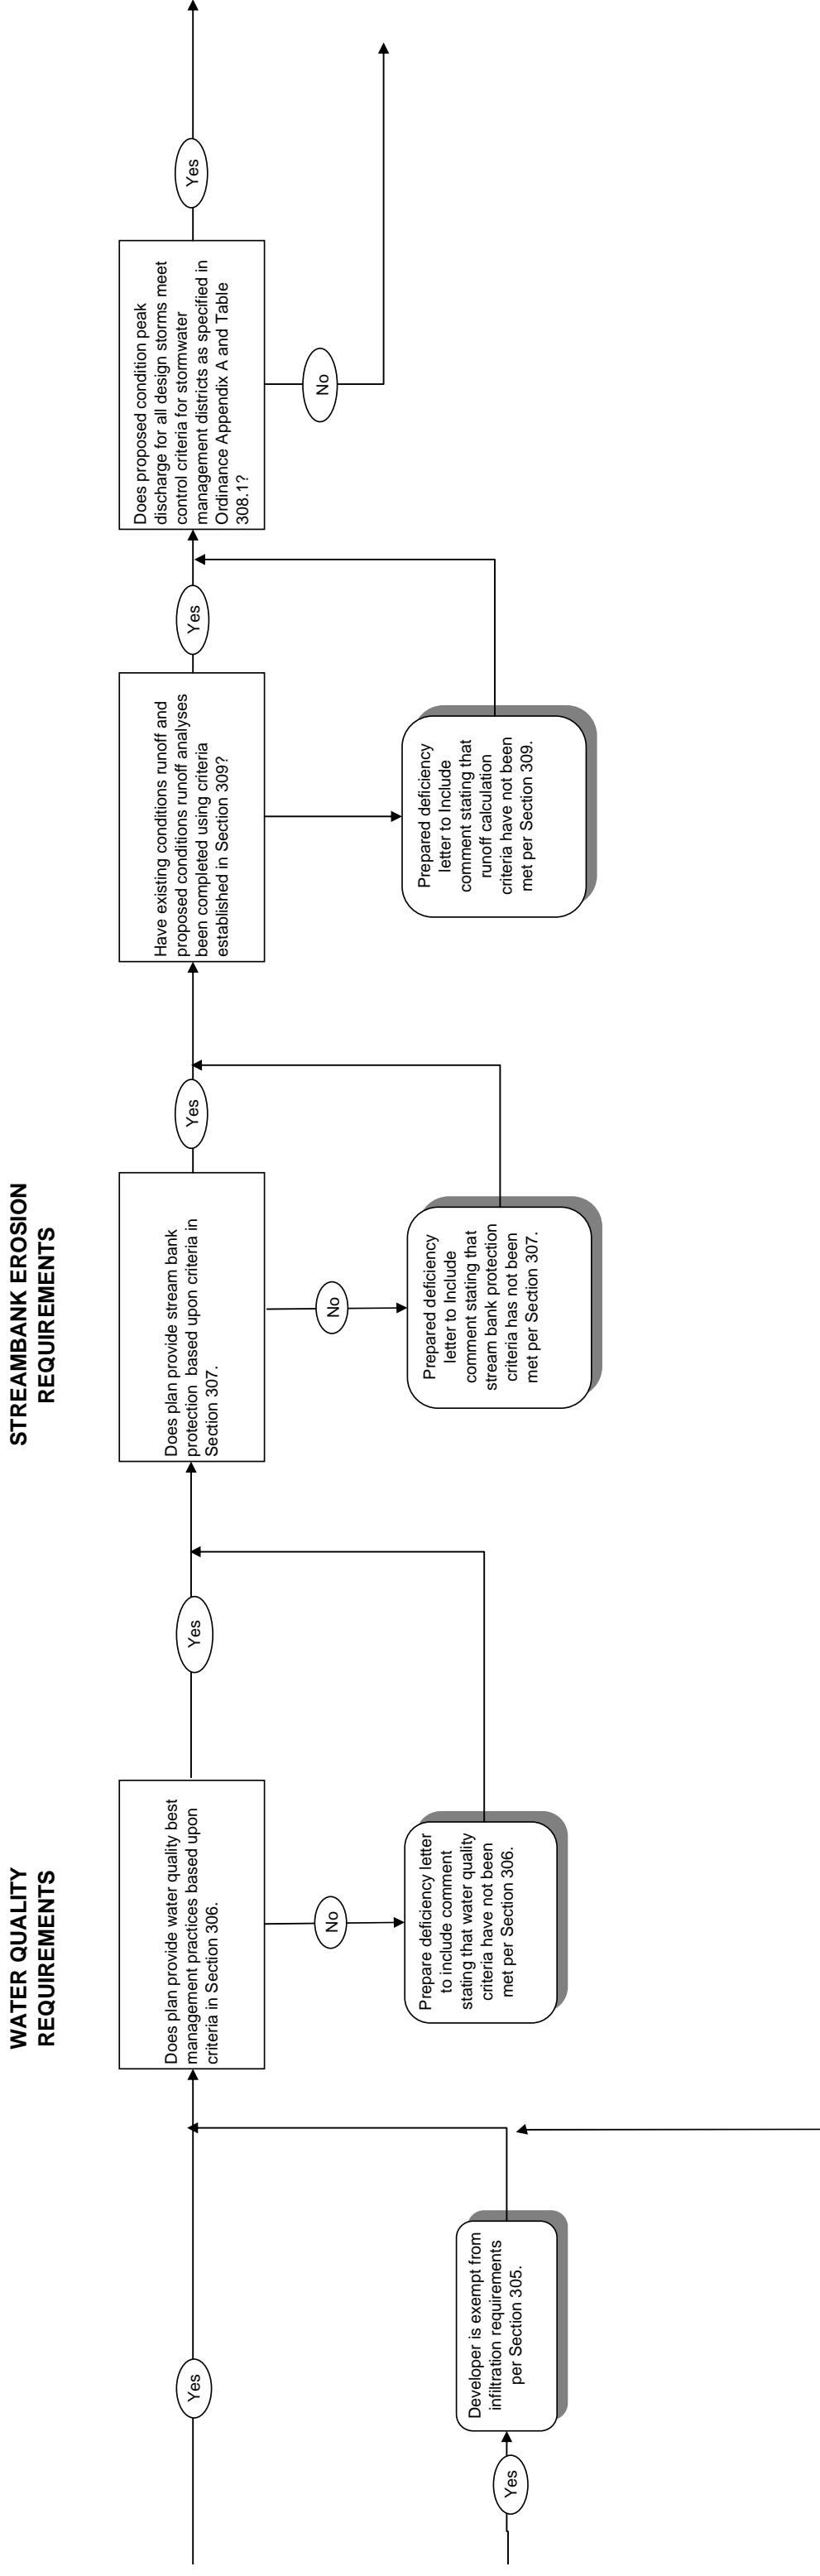 WATER QUALITY
REQUIREMENTS
STREAMBANK EROSION
REQUIREMENTS
Yes
Does plan provide water quality best
management practices based upon
criteria in Section 306.
Yes
Does plan provide stream bank
protection based upon criteria in
Section 307.
Yes
Have existing conditions runoff and
proposed conditions runoff analyses
been completed using criteria
established in Section 309?
Yes
Does proposed condition peak
discharge for all design storms meet
control criteria for stormwater
management districts as specified in
Ordinance Appendix A and Table
308.1?
Yes
No
No
No
Yes
Developer is exempt from
infiltration requirements
per Section 305.
Prepare deficiency letter
to include comment
stating that water quality
criteria have not been
met per Section 306.
Prepared deficiency
letter to Include
comment stating that
stream bank protection
criteria has not been
met per Section 307.
Prepared deficiency
letter to Include
comment stating that
runoff calculation
criteria have not been
met per Section 309.